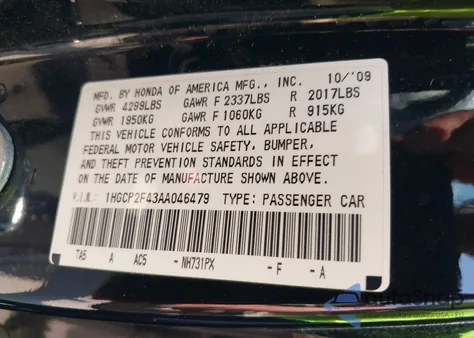 MFD. BY HONDA OF AMERICA MFG., INC. 10/'09
GVWR 4299LBS GAWR F 2337LBS R 2017LBS
GVWR 1950KG GAWR F 1060KG R 915KG
THIS VEHICLE CONFORMS TO ALL APPLICABLE
FEDERAL MOTOR VEHICLE SAFETY, BUMPER,
AND THEFT PREVENTION STANDARDS IN EFFECT
ON THE DATE OF MANUFACTURE SHOWN ABOVE.
V.I.N.: 1HGCP2F43AA046479 TYPE: PASSENGER CAR
TA5 A AC5 - NH731PX - F - A